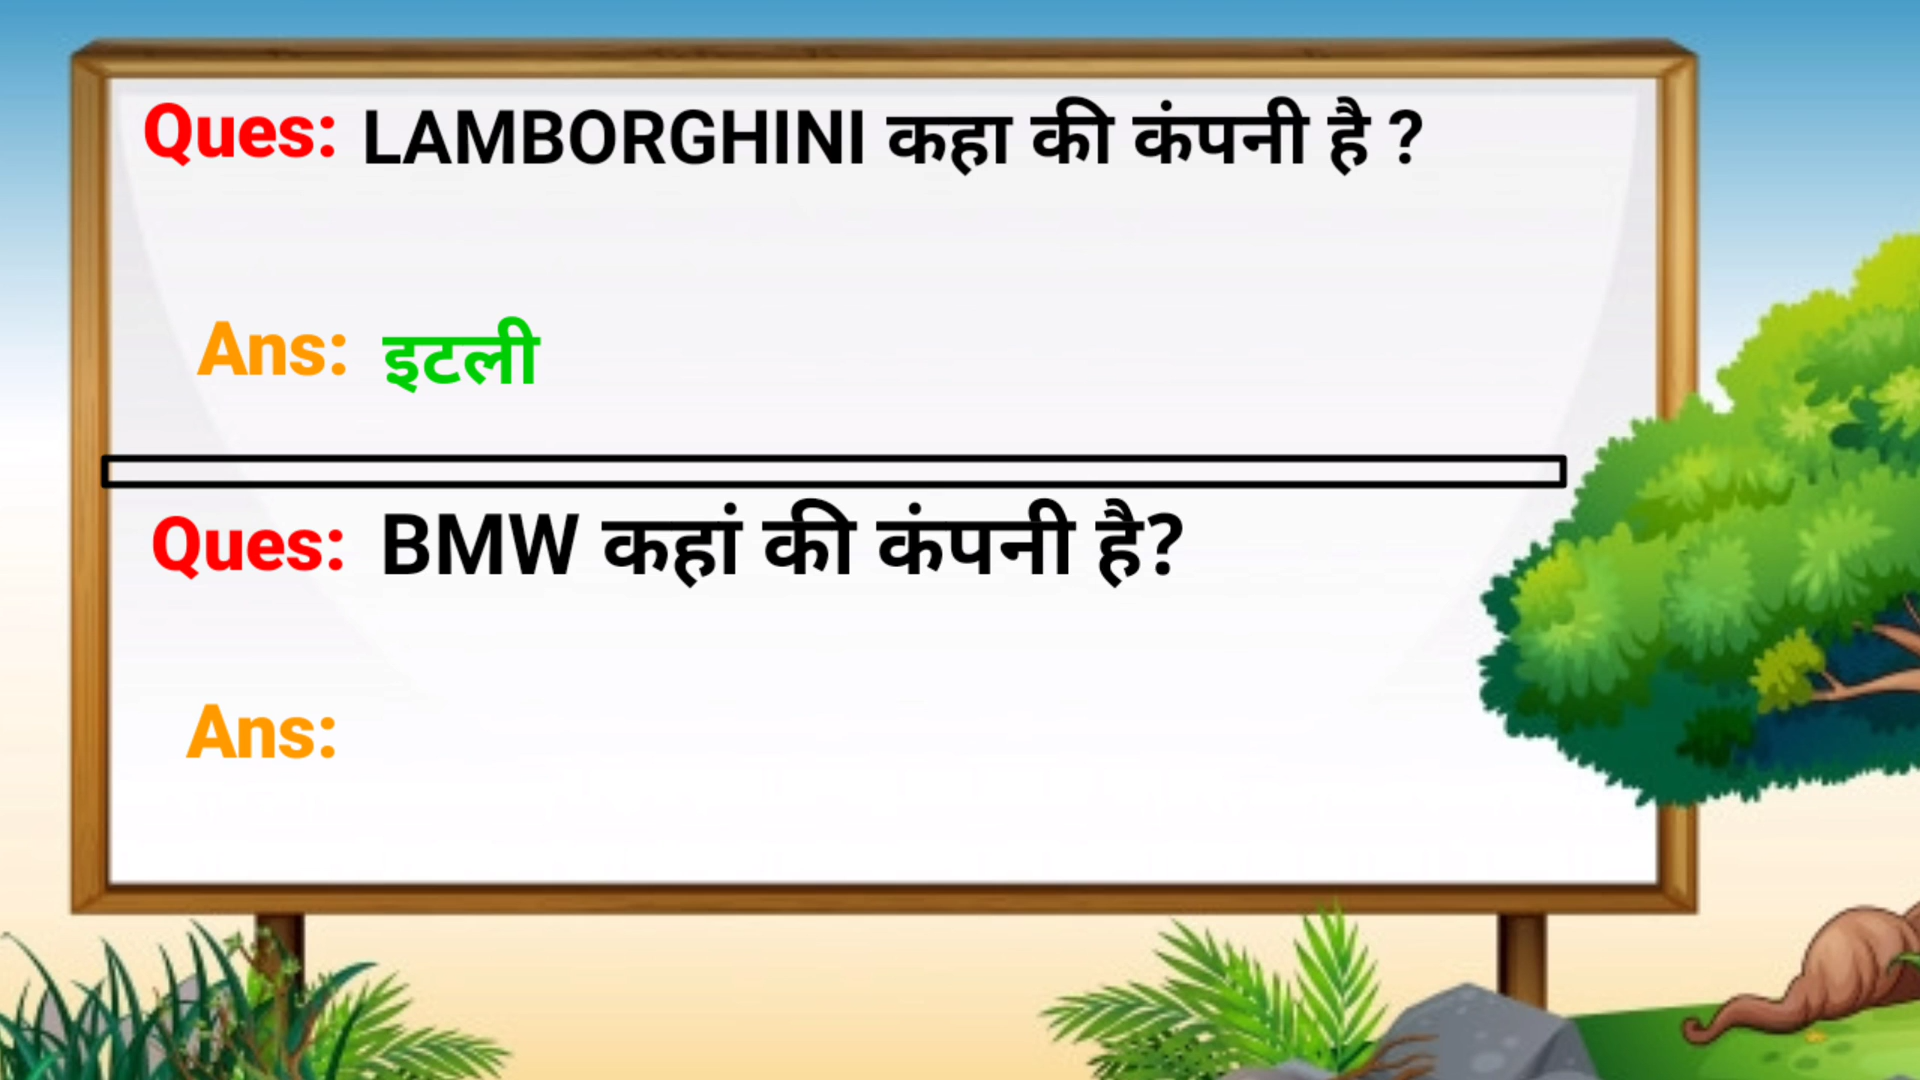 Ques: LAMBORGHINI कहा की कंपनी है ?
Ans: इटली
Ques: BMW कहां की कंपनी है?
Ans: